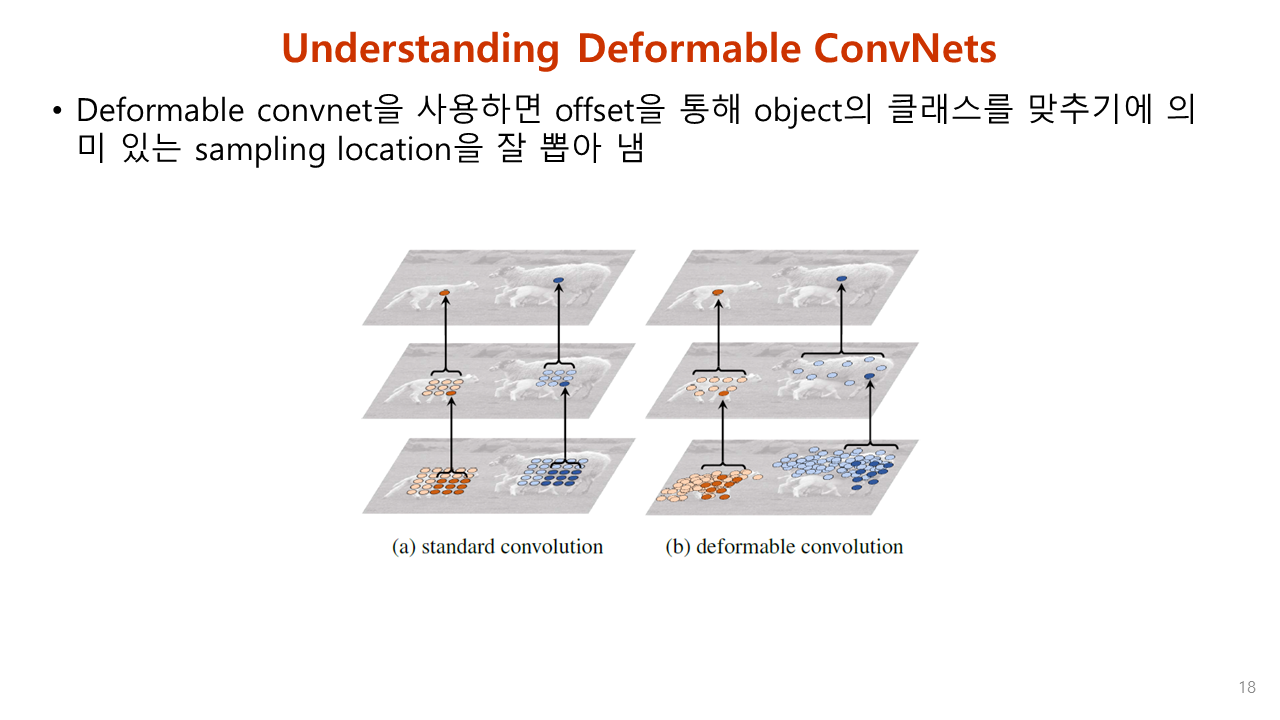 Understanding Deformable ConvNets
• Deformable convnet을 사용하면 offset을 통해 object의 클래스를 맞추기에 의
미 있는 sampling location을 잘 뽑아 냄
(a) standard convolution
(b) deformable convolution
18